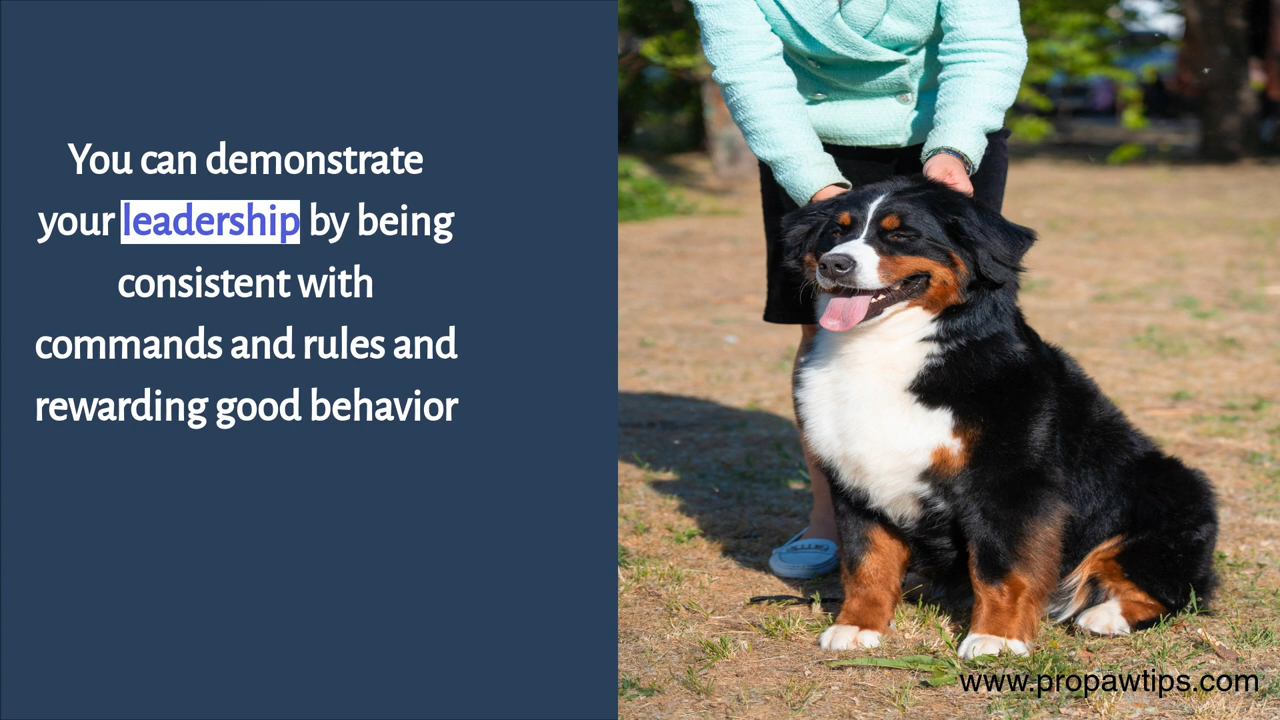 You can demonstrate
your leadership by being
consistent with
commands and rules and
rewarding good behavior
www.propawtips.com